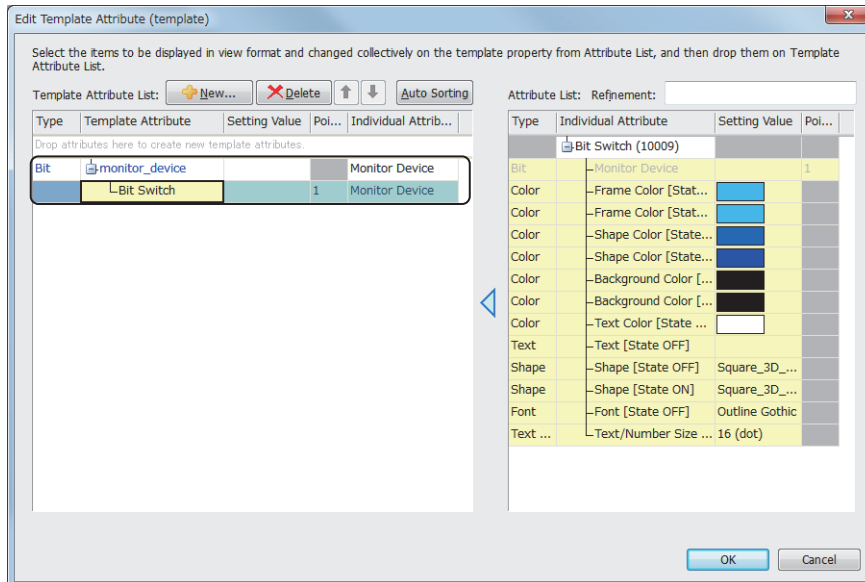 Edit Template Attribute (template)
x
Select the items to be displayed in view format and changed collectively on the template property from Attribute List, and then drop them on Template
Attribute List.
Template Attribute List: New... Delete Auto Sorting Attribute List: Refinement:
Type Template Attribute Setting Value Poi... Individual Attrib... Type Individual Attribute Setting Value Poi...
Drop attributes here to create new template attributes. Bit Switch (10009)
Bit monitor_device Monitor Device Bit Monitor Device 1
Bit Switch 1 Monitor Device Color Frame Color [Stat...
Color Frame Color [Stat...
Color Shape Color [State...
Color Shape Color [State...
Color Background Color [...
Color Background Color [...
Color Text Color [State ...
Text Text [State OFF]
Shape Shape [State OFF] Square_3D_...
Shape Shape [State ON] Square_3D_...
Font Font [State OFF] Outline Gothic
Text ... Text/Number Size ... 16 (dot)
OK Cancel